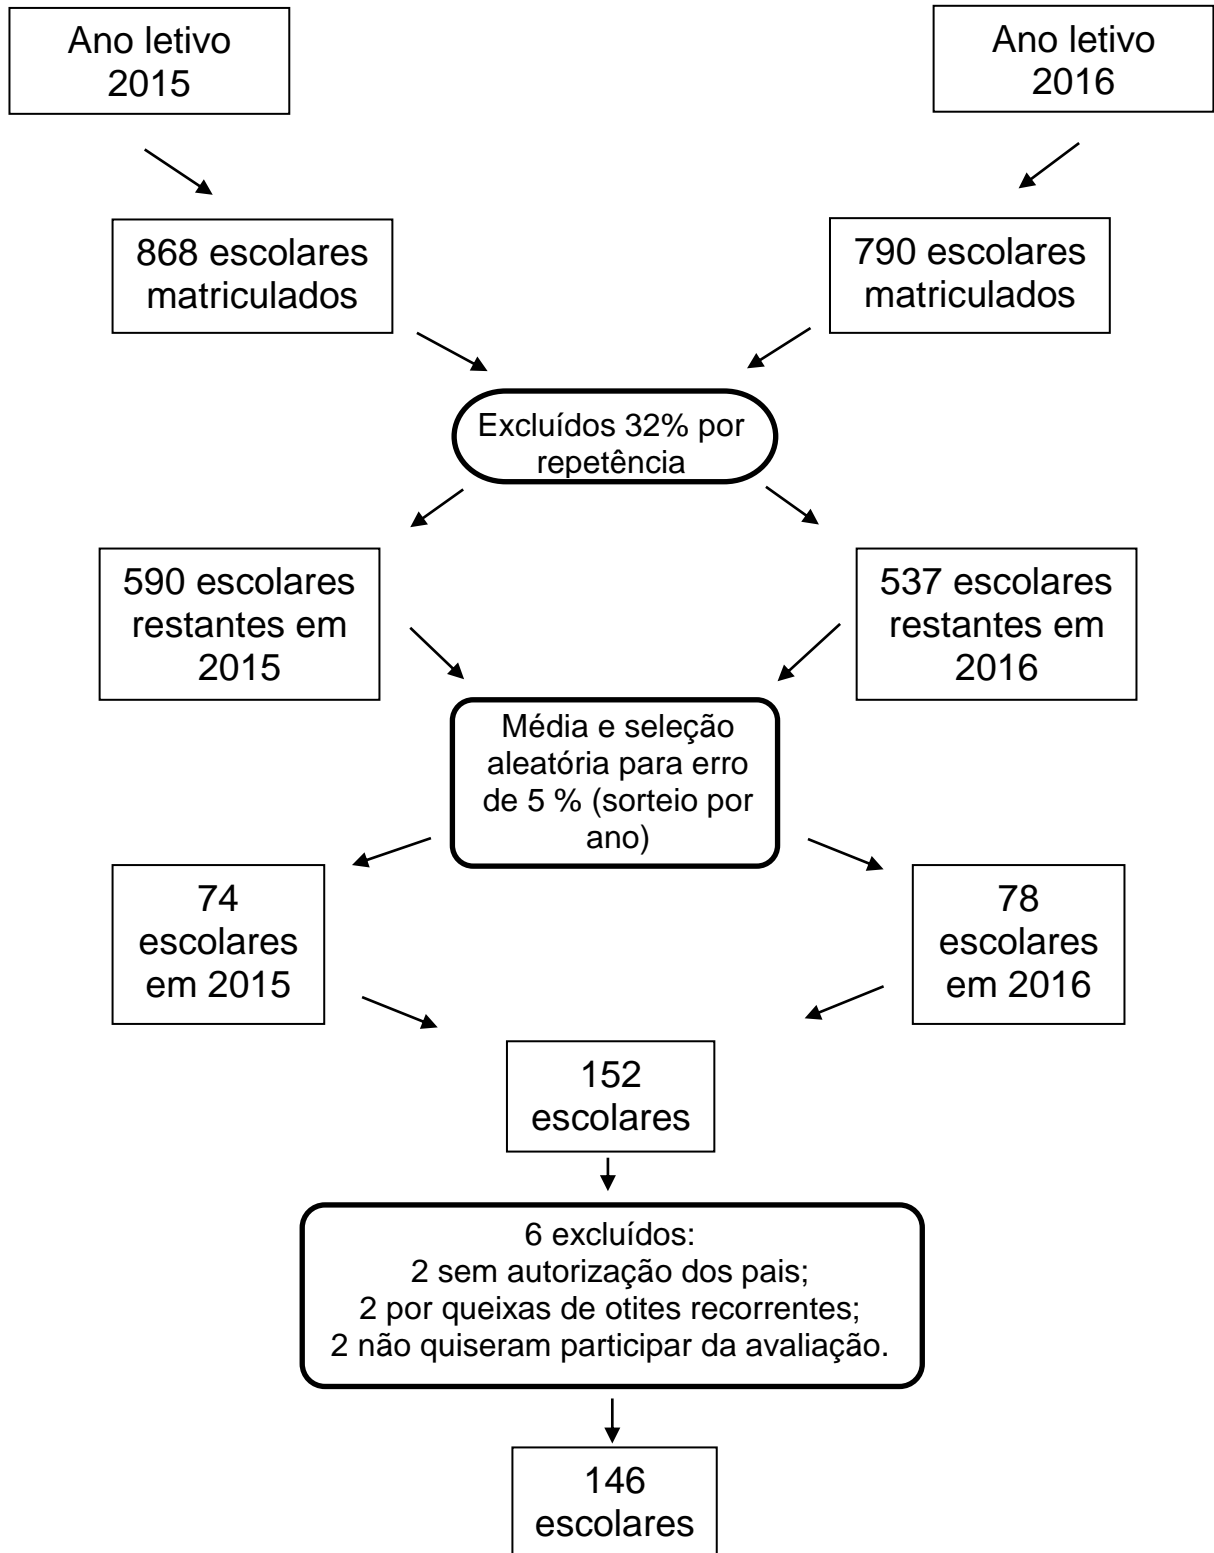 Ano letivo
2015
Ano letivo
2016
868 escolares
matriculados
790 escolares
matriculados
Excluídos 32% por
repetência
590 escolares
restantes em
2015
537 escolares
restantes em
2016
Média e seleção
aleatória para erro
de 5 % (sorteio por
ano)
74
escolares
em 2015
78
escolares
em 2016
152
escolares
6 excluídos:
2 sem autorização dos pais;
2 por queixas de otites recorrentes;
2 não quiseram participar da avaliação.
146
escolares